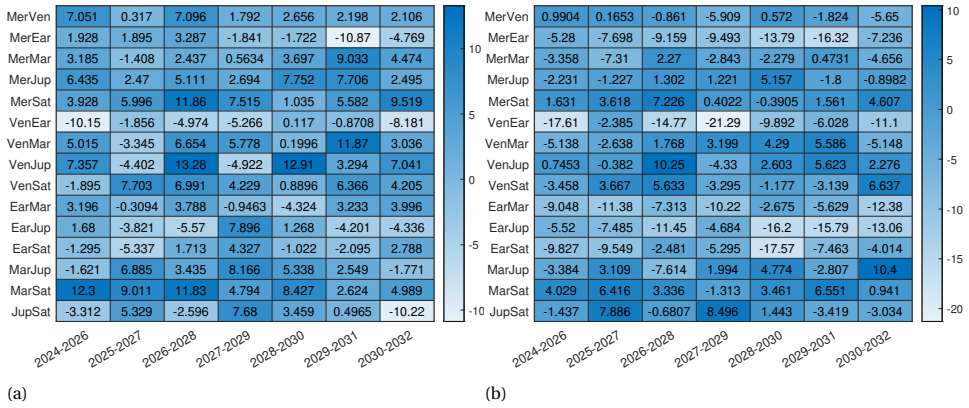 MerVen 7.051 0.317 7.096 1.792 2.656 2.198 2.106
MerEar 1.928 1.895 3.287 -1.841 -1.722 -10.87 -4.769
MerMar 3.185 -1.408 2.437 0.5634 3.697 9.033 4.474
MerJup 6.435 2.47 5.111 2.694 7.752 7.706 2.495
MerSat 3.928 5.996 11.86 7.515 1.035 5.582 9.519
VenEar -10.15 -1.856 -4.974 -5.266 0.117 -0.8708 -8.181
VenMar 5.015 -3.345 6.654 5.778 0.1996 11.87 3.036
VenJup 7.357 -4.402 13.28 -4.922 12.91 3.294 7.041
VenSat -1.895 7.703 6.991 4.229 0.8896 6.366 4.205
EarMar 3.196 -0.3094 3.788 -0.9463 -4.324 3.233 3.996
EarJup 1.68 -3.821 -5.57 7.896 1.268 -4.201 -4.336
EarSat -1.295 -5.337 1.713 4.327 -1.022 -2.095 2.788
MarJup -1.621 6.885 3.435 8.166 5.338 2.549 -1.771
MarSat 12.3 9.011 11.83 4.794 8.427 2.624 4.989
JupSat -3.312 5.329 -2.596 7.68 3.459 0.4965 -10.22
2024-2026 2025-2027 2026-2028 2027-2029 2028-2030 2029-2031 2030-2032
10
5
0
-5
-10
(a)
MerVen 0.9904 0.1653 -0.861 -5.909 0.572 -1.824 -5.65
MerEar -5.28 -7.698 -9.159 -9.493 -13.79 -16.32 -7.236
MerMar -3.358 -7.31 2.27 -2.843 -2.279 0.4731 -4.656
MerJup -2.231 -1.227 1.302 1.221 5.157 -1.8 -0.8982
MerSat 1.631 3.618 7.226 0.4022 -0.3905 1.561 4.607
VenEar -17.61 -2.385 -14.77 -21.29 -9.892 -6.028 -11.1
VenMar -5.138 -2.638 1.768 3.199 4.29 5.586 -5.148
VenJup 0.7453 -0.382 10.25 -4.33 2.603 5.623 2.276
VenSat -3.458 3.667 5.633 -3.295 -1.177 -3.139 6.637
EarMar -9.048 -11.38 -7.313 -10.22 -2.675 -5.629 -12.38
EarJup -5.52 -7.485 -11.45 -4.684 -16.2 -15.79 -13.06
EarSat -9.827 -9.549 -2.481 -5.295 -17.57 -7.463 -4.014
MarJup -3.384 3.109 -7.614 1.994 4.774 -2.807 10.4
MarSat 4.029 6.416 3.336 -1.313 3.461 6.551 0.941
JupSat -1.437 7.886 -0.6807 8.496 1.443 -3.419 -3.034
2024-2026 2025-2027 2026-2028 2027-2029 2028-2030 2029-2031 2030-2032
10
5
0
-5
-10
-15
-20
(b)